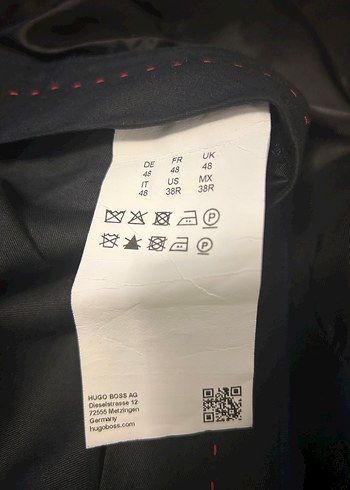 DE FR UK
48 48 48
IT US MX
48 38R 38R
P
P
HUGO BOSS AG
Dieselstrasse 12
72555 Metzingen
Germany
hugoboss.com